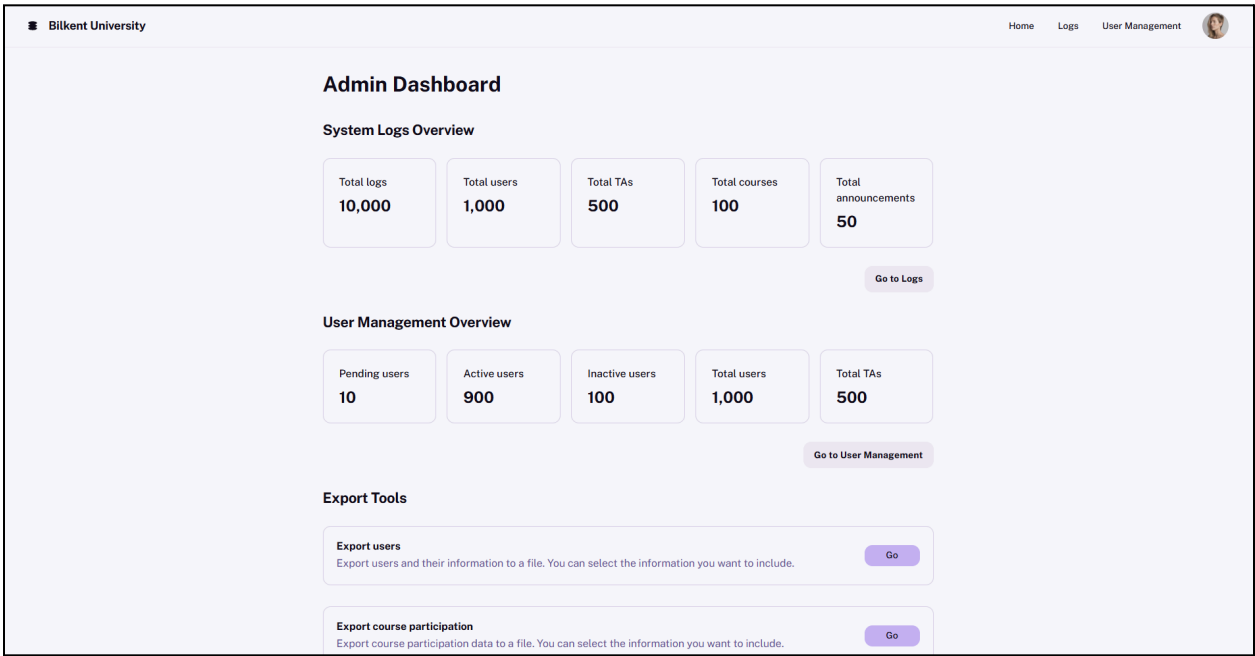 Bilkent University
Home Logs User Management
Admin Dashboard
System Logs Overview
Total logs
10,000
Total users
1,000
Total TAs
500
Total courses
100
Total
announcements
50
Go to Logs
User Management Overview
Pending users
10
Active users
900
Inactive users
100
Total users
1,000
Total TAs
500
Go to User Management
Export Tools
Export users
Export users and their information to a file. You can select the information you want to include.
Go
Export course participation
Export course participation data to a file. You can select the information you want to include.
Go